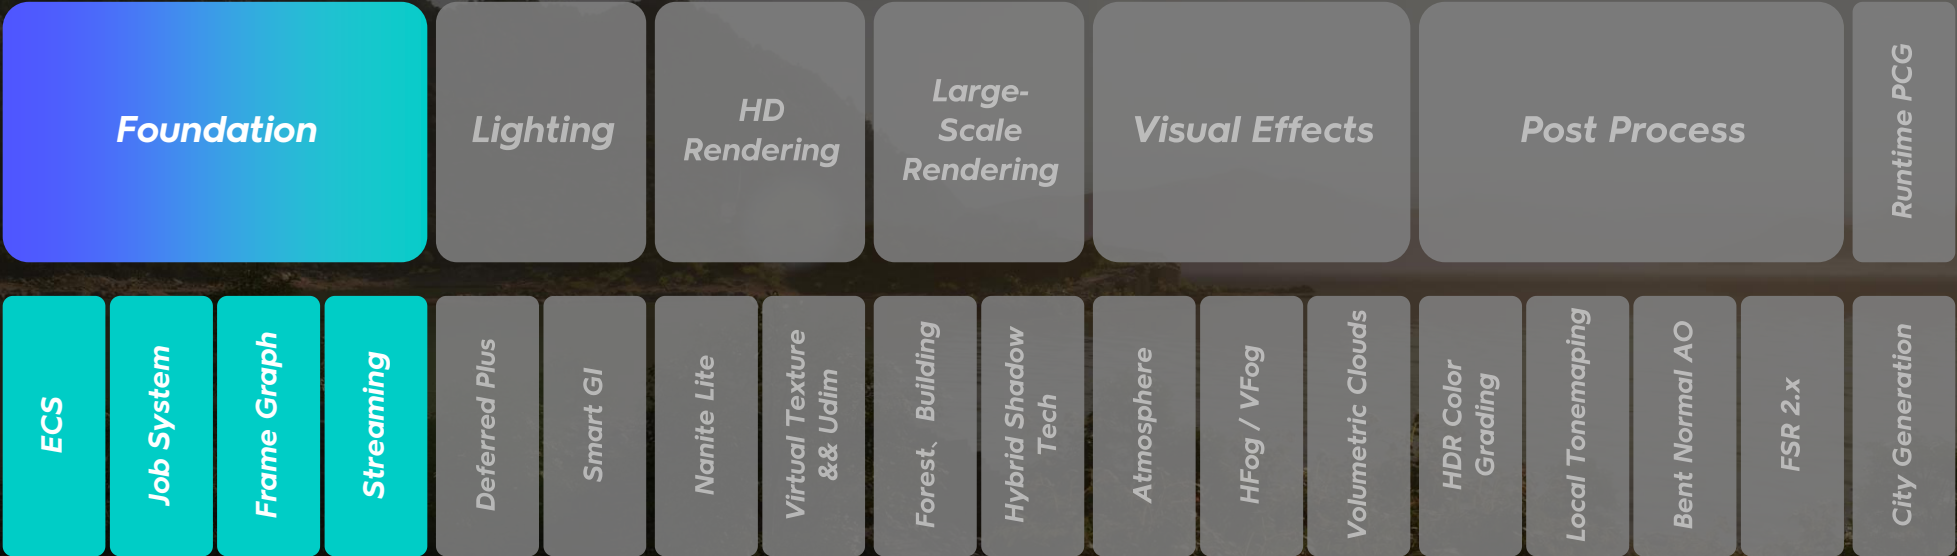 Foundation
Lighting
HD
Rendering
Large-
Scale
Rendering
Visual Effects
Post Process
Runtime PCG
ECS
Job System
Frame Graph
Streaming
Deferred Plus
Smart GI
Nanite Lite
Virtual Texture
&& Udim
Forest、 Building
Hybrid Shadow
Tech
Atmosphere
HFog / VFog
Volumetric Clouds
HDR Color
Grading
Local Tonemaping
Bent Normal AO
FSR 2.x
City Generation